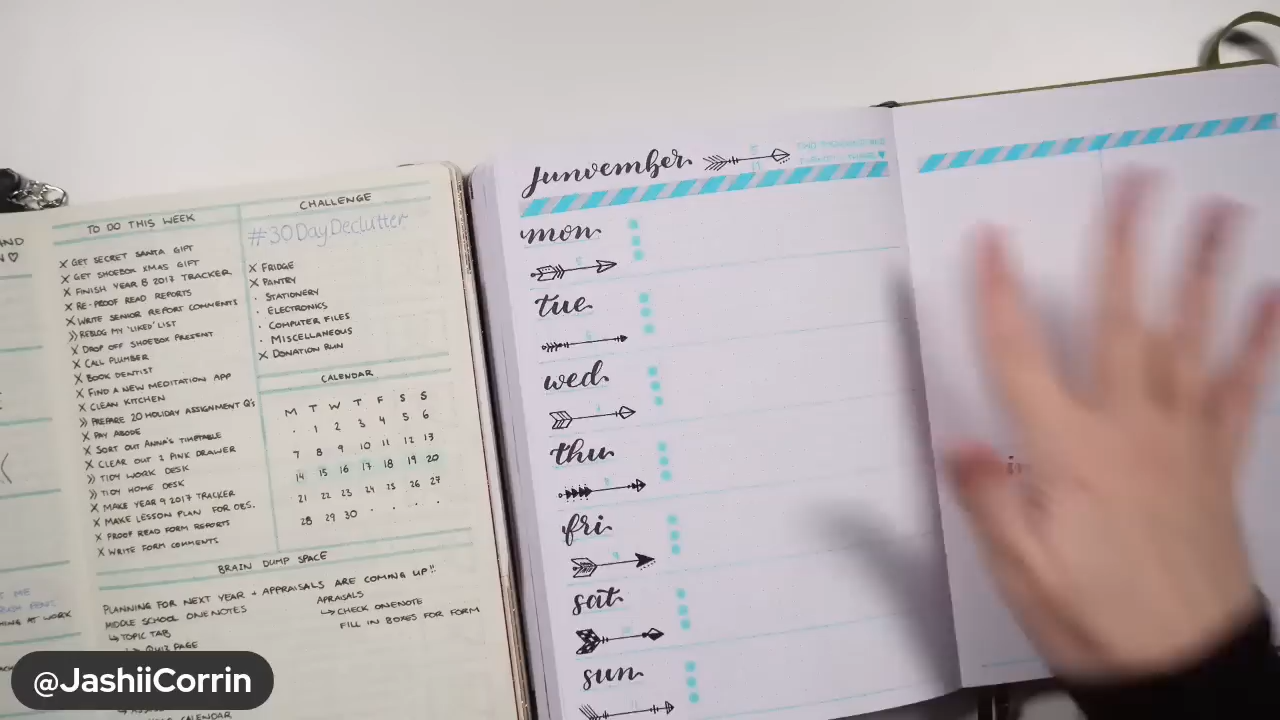 TO DO THIS WEEK
X GET SECRET SANTA GIFT
X GET SHOEBOX XMAS GIFT
X FINISH YEAR 8 2017 TRACKER
X RE-PROOF READ REPORTS
X WRITE SENIOR REPORT COMMENTS
» REBLOG MY 'LIKED' LIST
X DROP OFF SHOEBOX PRESENT
X CALL PLUMBER
X BOOK DENTIST
X FIND A NEW MEDITATION APP
X CLEAN KITCHEN
» PREPARE 20 HOLIDAY ASSIGNMENT Q'S
X PAY ADOBE
X SORT OUT ANNA'S TIMETABLE
X CLEAR OUT 2 PINK DRAWER
» TIDY WORK DESK
» TIDY HOME DESK
X MAKE YEAR 9 2017 TRACKER
X MAKE LESSON PLAN FOR OBS.
X PROOF READ FORM REPORTS
X WRITE FORM COMMENTS
CHALLENGE
#30DayDeclutter
X FRIDGE
X PANTRY
· STATIONERY
· ELECTRONICS
· COMPUTER FILES
· MISCELLANEOUS
X DONATION RUN
CALENDAR
M T W T F S S
· 1 2 3 4 5 6
7 8 9 10 11 12 13
14 15 16 17 18 19 20
21 22 23 24 25 26 27
28 29 30 · · · ·
BRAIN DUMP SPACE
PLANNING FOR NEXT YEAR + APPRAISALS ARE COMING UP!!
MIDDLE SCHOOL ONENOTES
↳ TOPIC TAB
QUIZ PAGE
APRAISALS
↳ CHECK ONENOTE
FILL IN BOXES FOR FORM
CALENDAR
AT WORK
Junvember
mon
tue
wed
thu
fri
sat
sun
@JashiiCorrin